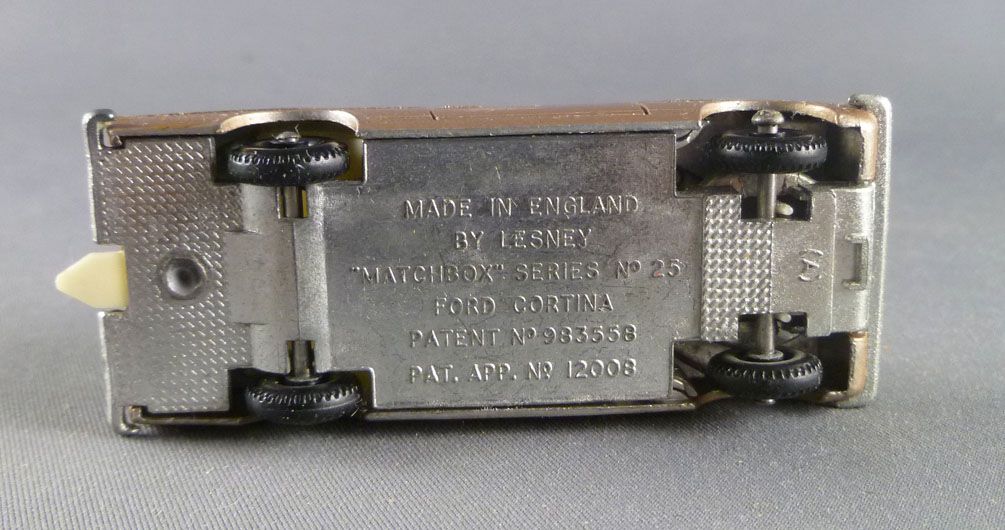 MADE IN ENGLAND
BY LESNEY
"MATCHBOX" SERIES Nº 25
FORD CORTINA
PATENT Nº 983558
PAT. APP. Nº 12008